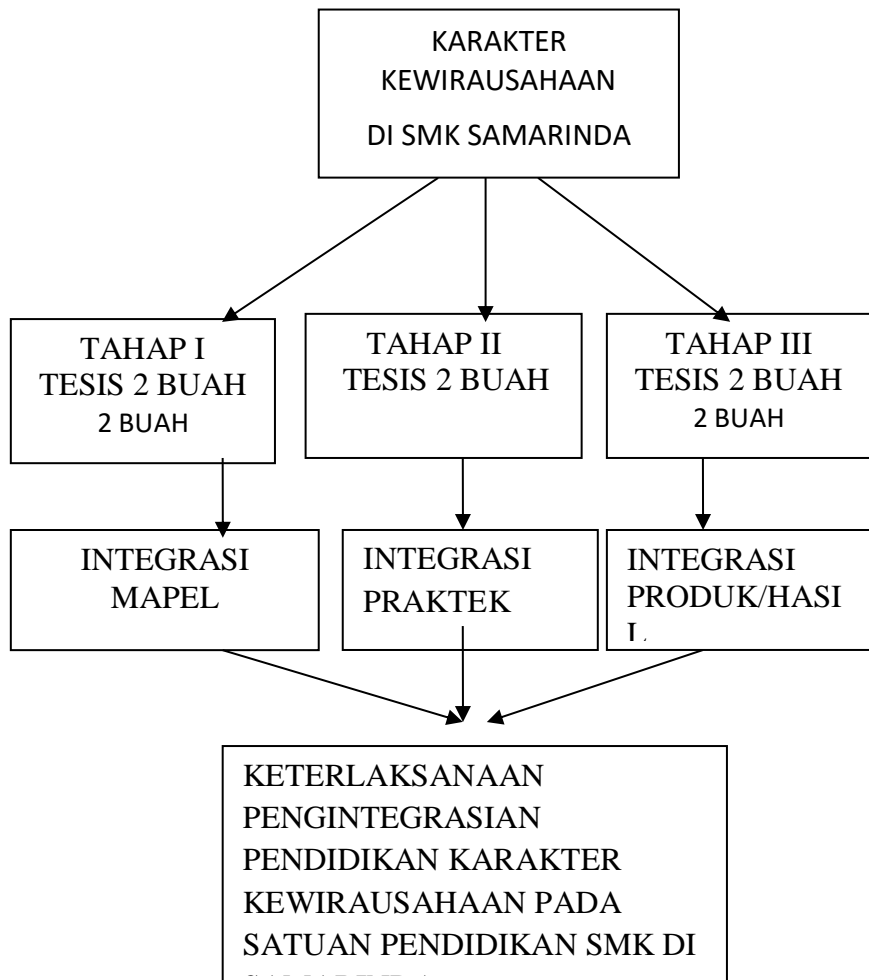 KARAKTER
KEWIRAUSAHAAN
DI SMK SAMARINDA
TAHAP I
TESIS 2 BUAH
2 BUAH
TAHAP II
TESIS 2 BUAH
TAHAP III
TESIS 2 BUAH
2 BUAH
INTEGRASI
MAPEL
INTEGRASI
PRAKTEK
INTEGRASI
PRODUK/HASI
L
KETERLAKSANAAN
PENGINTEGRASIAN
PENDIDIKAN KARAKTER
KEWIRAUSAHAAN PADA
SATUAN PENDIDIKAN SMK DI